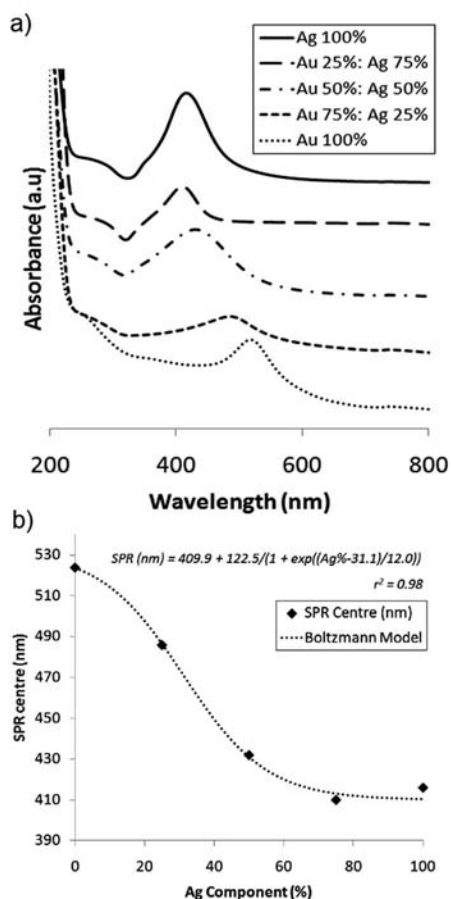 a)
Ag 100%
Au 25%: Ag 75%
Au 50%: Ag 50%
Au 75%: Ag 25%
Au 100%
Absorbance (a.u)
200 400 600 800
Wavelength (nm)
b)
SPR (nm) = 409.9 + 122.5/(1 + exp((Ag%-31.1)/12.0))
r² = 0.98
SPR Centre (nm)
Boltzmann Model
530
510
490
470
450
430
410
390
SPR centre (nm)
0 20 40 60 80 100
Ag Component (%)